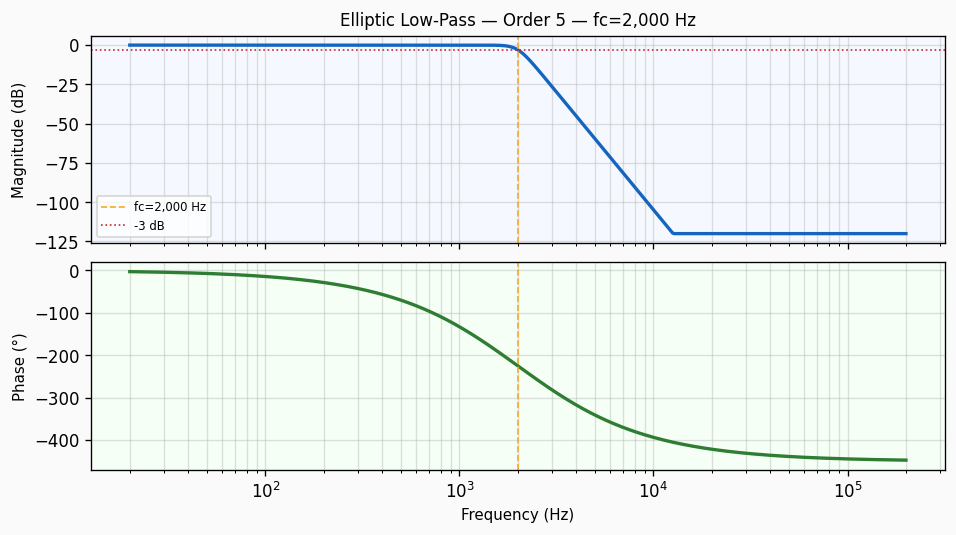 Elliptic Low-Pass — Order 5 — fc=2,000 Hz
Magnitude (dB)
0
−25
−50
−75
−100
−125
fc=2,000 Hz
-3 dB
Phase (°)
0
−100
−200
−300
−400
10²
10³
10⁴
10⁵
Frequency (Hz)